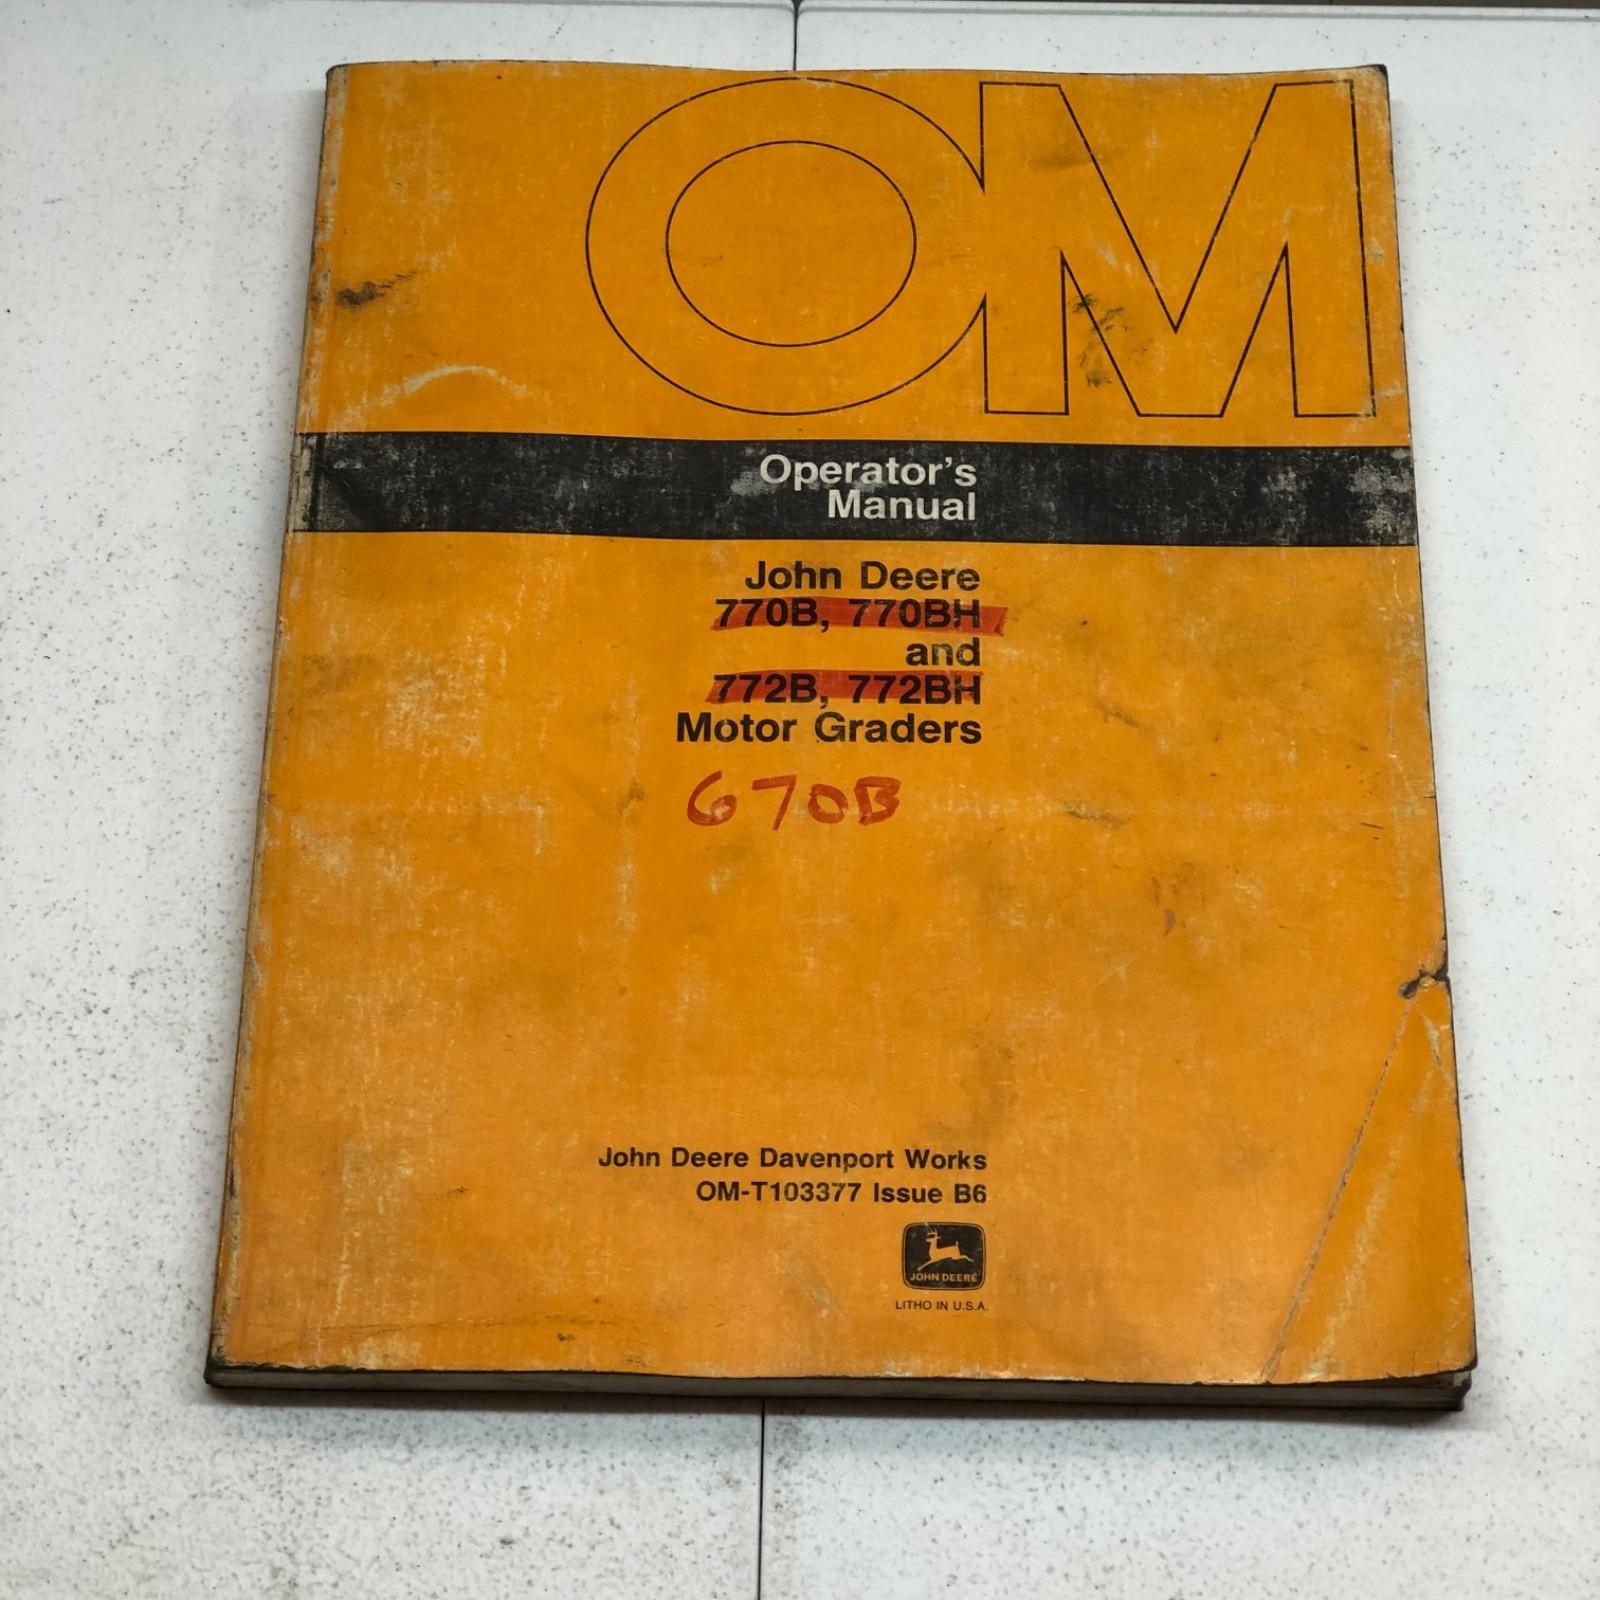 OM
Operator's
Manual
John Deere
770B, 770BH
and
772B, 772BH
Motor Graders
670B
John Deere Davenport Works
OM-T103377 Issue B6
JOHN DEERE
LITHO IN U.S.A.